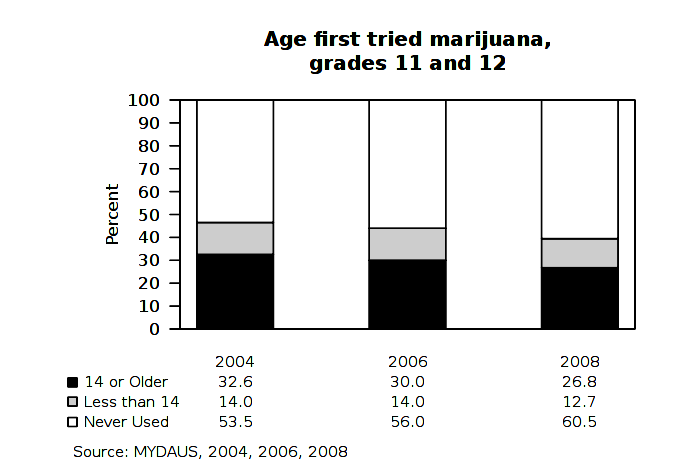 Age first tried marijuana,
grades 11 and 12
100
90
80
70
60
50
40
30
20
10
0
Percent
2004 2006 2008
14 or Older 32.6 30.0 26.8
Less than 14 14.0 14.0 12.7
Never Used 53.5 56.0 60.5
Source: MYDAUS, 2004, 2006, 2008